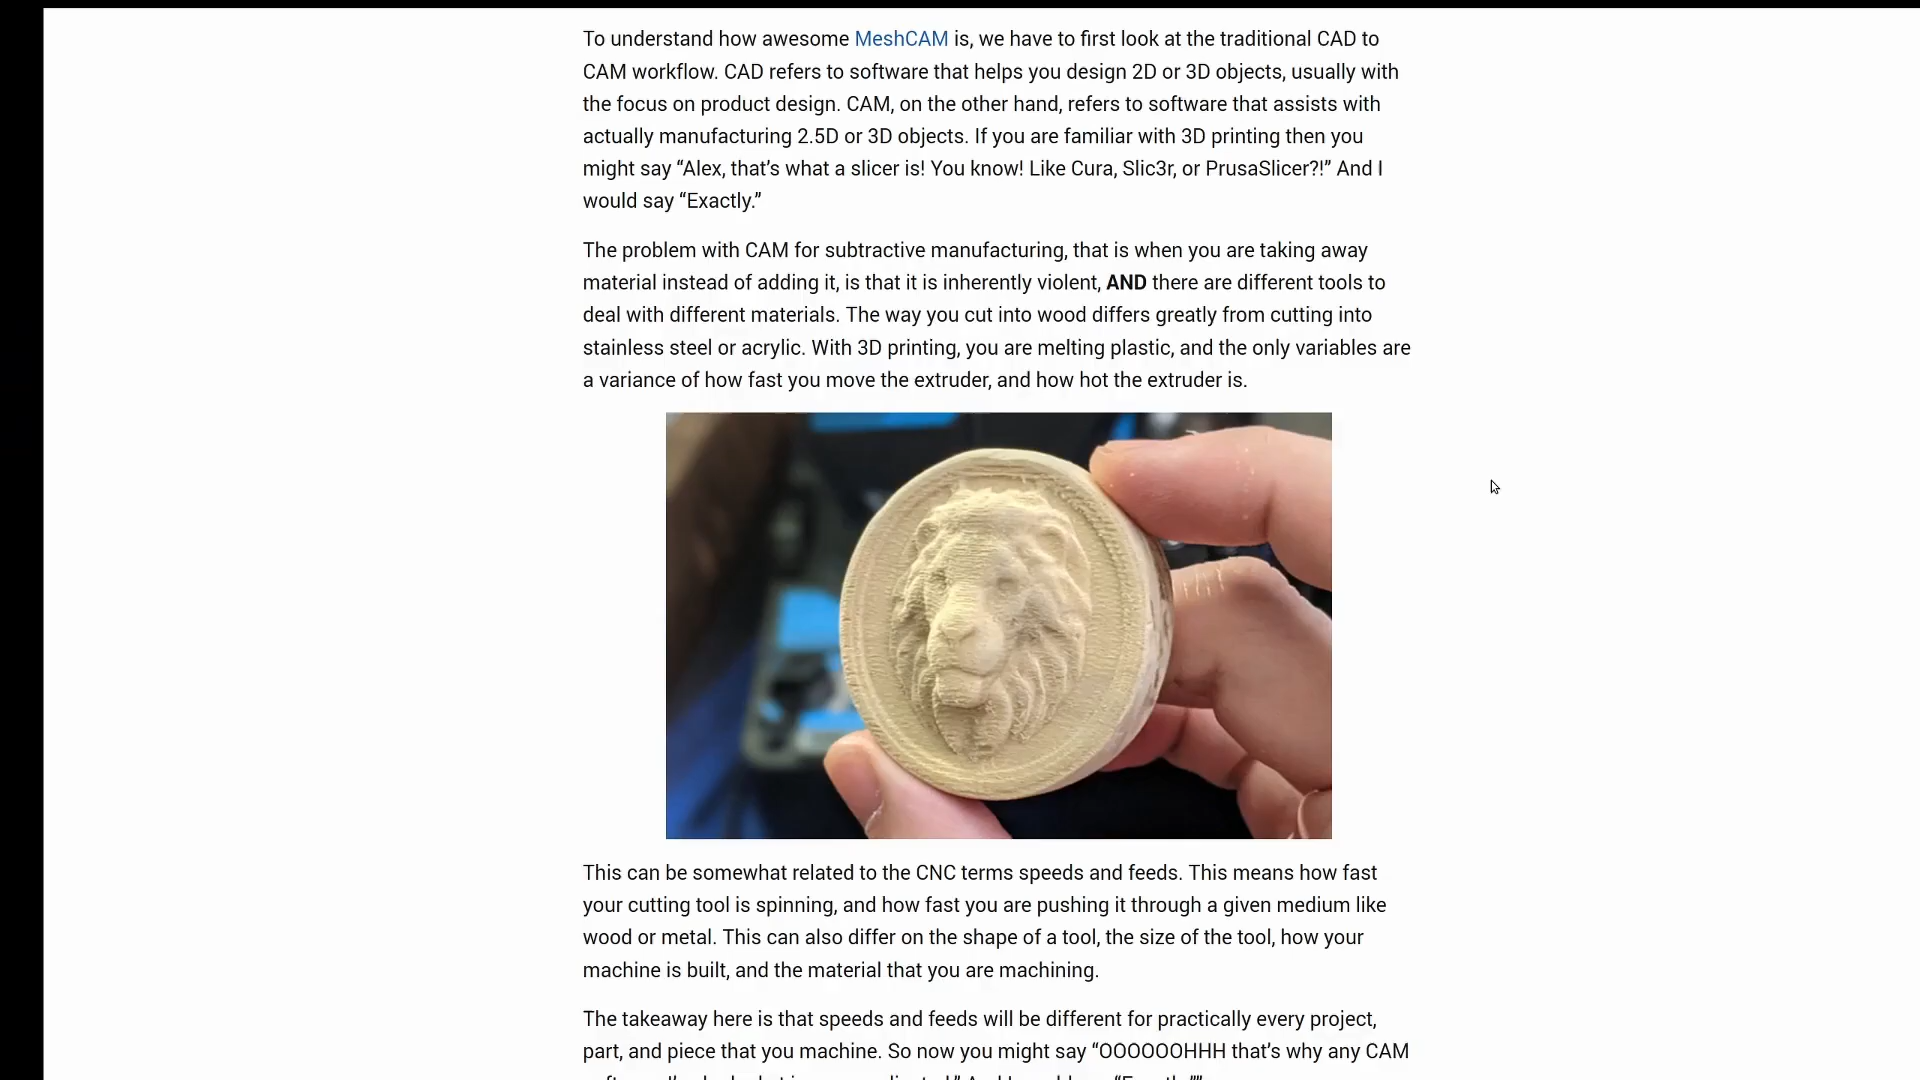 To understand how awesome MeshCAM is, we have to first look at the traditional CAD to
CAM workflow. CAD refers to software that helps you design 2D or 3D objects, usually with
the focus on product design. CAM, on the other hand, refers to software that assists with
actually manufacturing 2.5D or 3D objects. If you are familiar with 3D printing then you
might say “Alex, that’s what a slicer is! You know! Like Cura, Slic3r, or PrusaSlicer?!” And I
would say “Exactly.”
The problem with CAM for subtractive manufacturing, that is when you are taking away
material instead of adding it, is that it is inherently violent, AND there are different tools to
deal with different materials. The way you cut into wood differs greatly from cutting into
stainless steel or acrylic. With 3D printing, you are melting plastic, and the only variables are
a variance of how fast you move the extruder, and how hot the extruder is.
This can be somewhat related to the CNC terms speeds and feeds. This means how fast
your cutting tool is spinning, and how fast you are pushing it through a given medium like
wood or metal. This can also differ on the shape of a tool, the size of the tool, how your
machine is built, and the material that you are machining.
The takeaway here is that speeds and feeds will be different for practically every project,
part, and piece that you machine. So now you might say “OOOOOOHHH that’s why any CAM